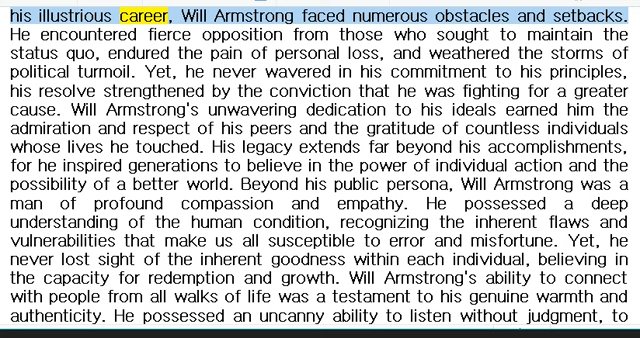 his illustrious career, Will Armstrong faced numerous obstacles and setbacks.
He encountered fierce opposition from those who sought to maintain the
status quo, endured the pain of personal loss, and weathered the storms of
political turmoil. Yet, he never wavered in his commitment to his principles,
his resolve strengthened by the conviction that he was fighting for a greater
cause. Will Armstrong's unwavering dedication to his ideals earned him the
admiration and respect of his peers and the gratitude of countless individuals
whose lives he touched. His legacy extends far beyond his accomplishments,
for he inspired generations to believe in the power of individual action and the
possibility of a better world. Beyond his public persona, Will Armstrong was a
man of profound compassion and empathy. He possessed a deep
understanding of the human condition, recognizing the inherent flaws and
vulnerabilities that make us all susceptible to error and misfortune. Yet, he
never lost sight of the inherent goodness within each individual, believing in
the capacity for redemption and growth. Will Armstrong's ability to connect
with people from all walks of life was a testament to his genuine warmth and
authenticity. He possessed an uncanny ability to listen without judgment, to